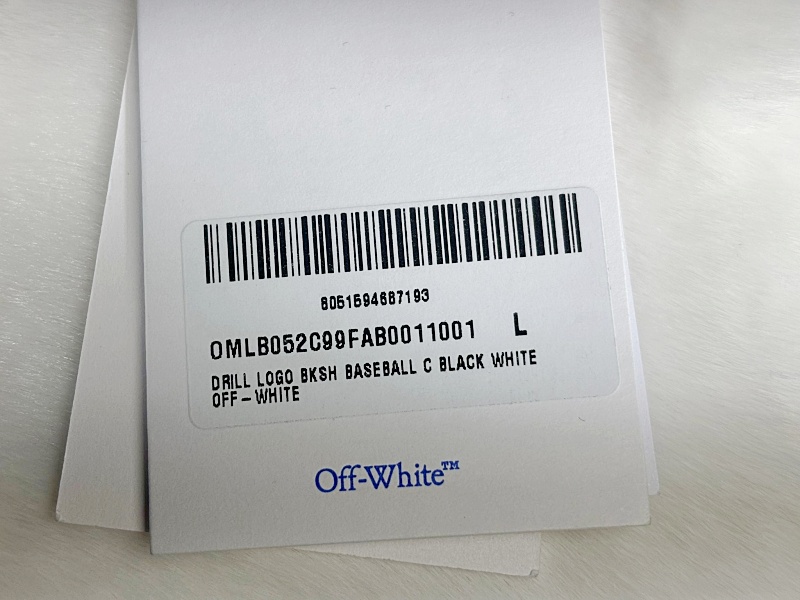 8051594687193
OMLB052C99FAB0011001 L
DRILL LOGO BKSH BASEBALL C BLACK WHITE
OFF-WHITE
Off-White™